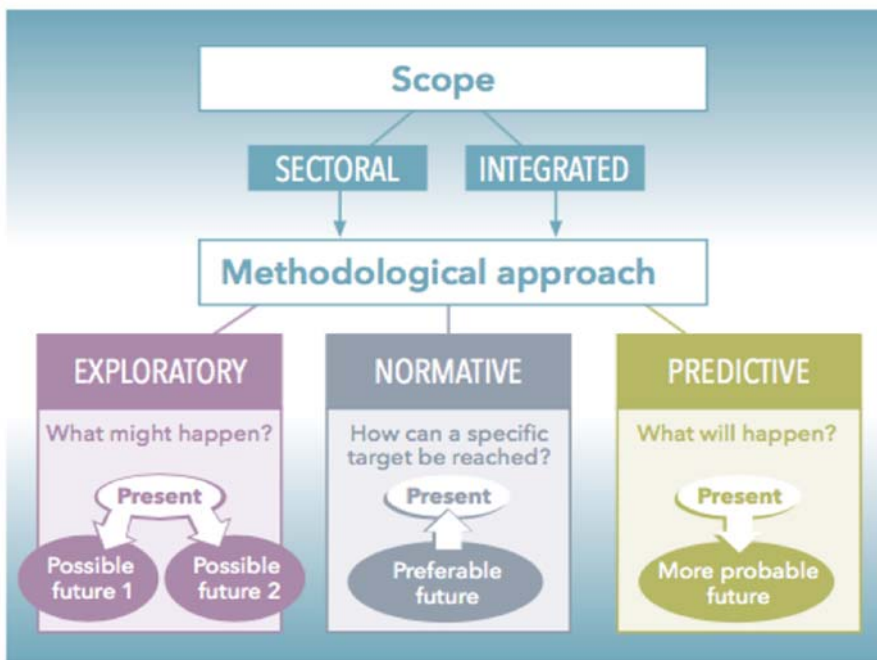 Scope
SECTORAL
INTEGRATED
Methodological approach
EXPLORATORY
What might happen?
Present
Possible
future 1
Possible
future 2
NORMATIVE
How can a specific
target be reached?
Present
Preferable
future
PREDICTIVE
What will happen?
Present
More probable
future